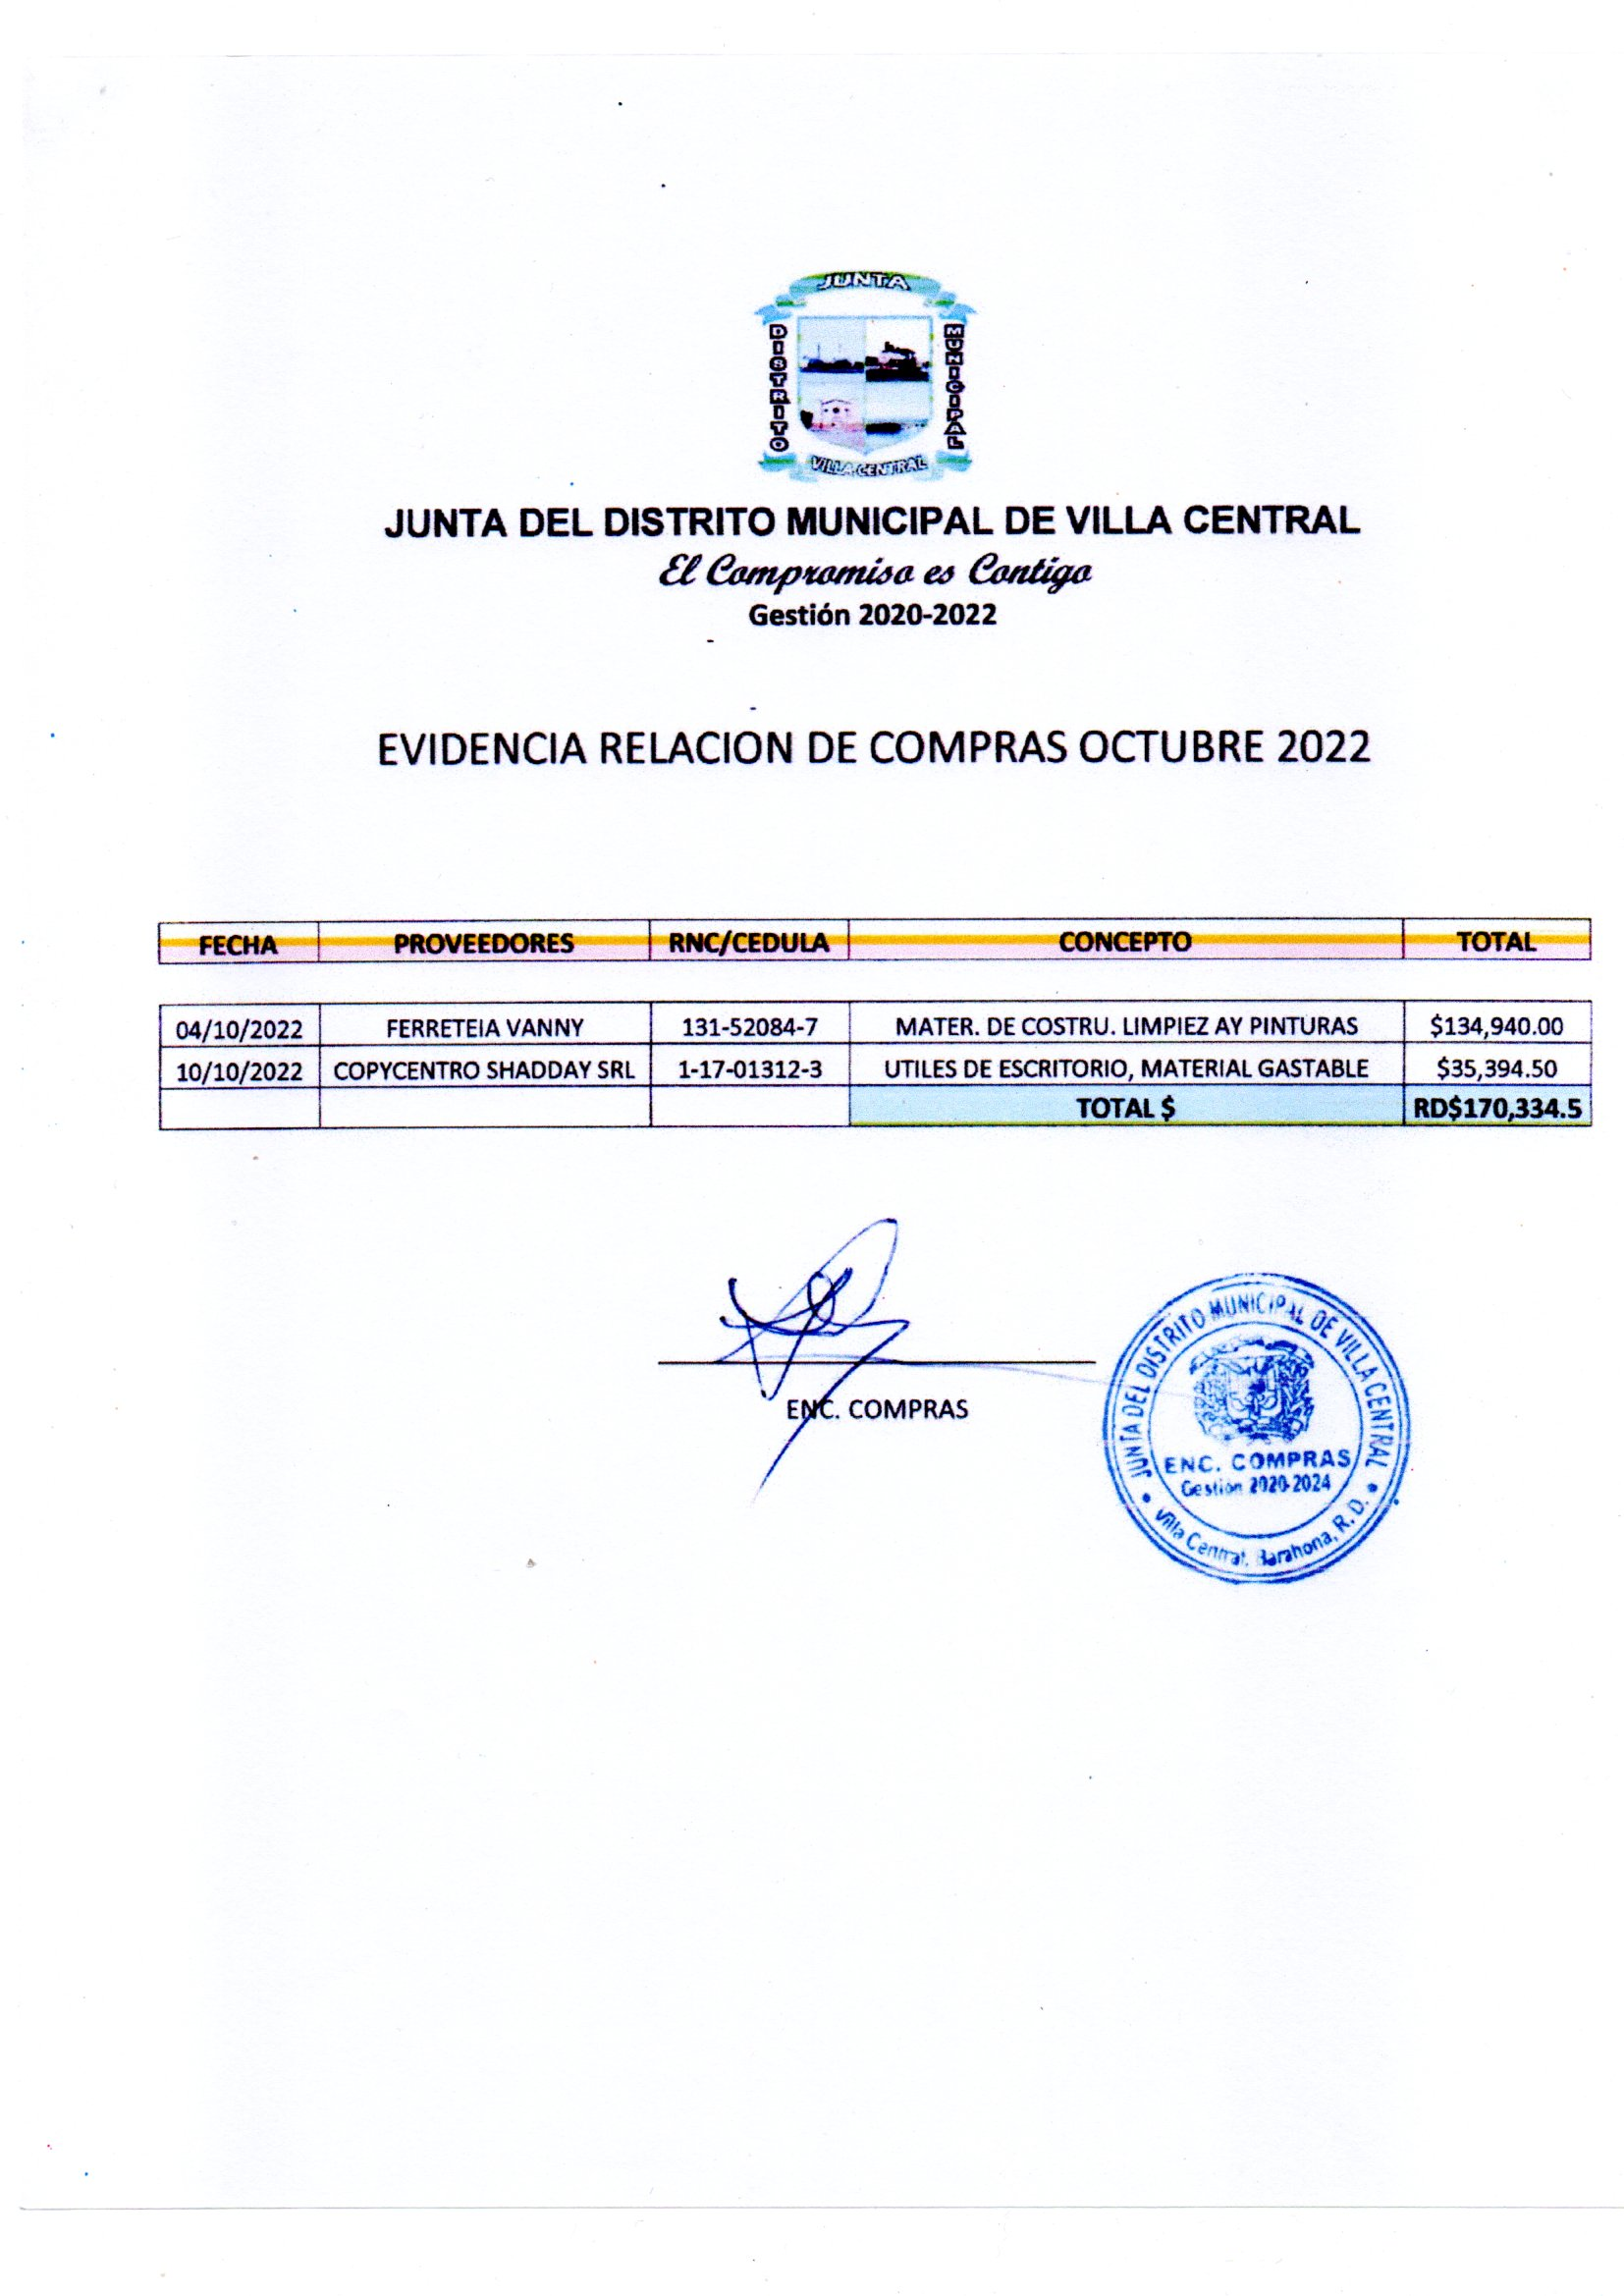 JUNTA
DISTRITO
MUNICIPAL
VILLA CENTRAL
JUNTA DEL DISTRITO MUNICIPAL DE VILLA CENTRAL
El Compromiso es Contigo
Gestión 2020-2022
EVIDENCIA RELACION DE COMPRAS OCTUBRE 2022
FECHA PROVEEDORES RNC/CEDULA CONCEPTO TOTAL
04/10/2022 FERRETEIA VANNY 131-52084-7 MATER. DE COSTRU. LIMPIEZ AY PINTURAS $134,940.00
10/10/2022 COPYCENTRO SHADDAY SRL 1-17-01312-3 UTILES DE ESCRITORIO, MATERIAL GASTABLE $35,394.50
TOTAL $ RD$170,334.5
ENC. COMPRAS
JUNTA DEL DISTRITO MUNICIPAL DE VILLA CENTRAL
ENC. COMPRAS
Gestión 2020-2024
Villa Central, Barahona, R. D.